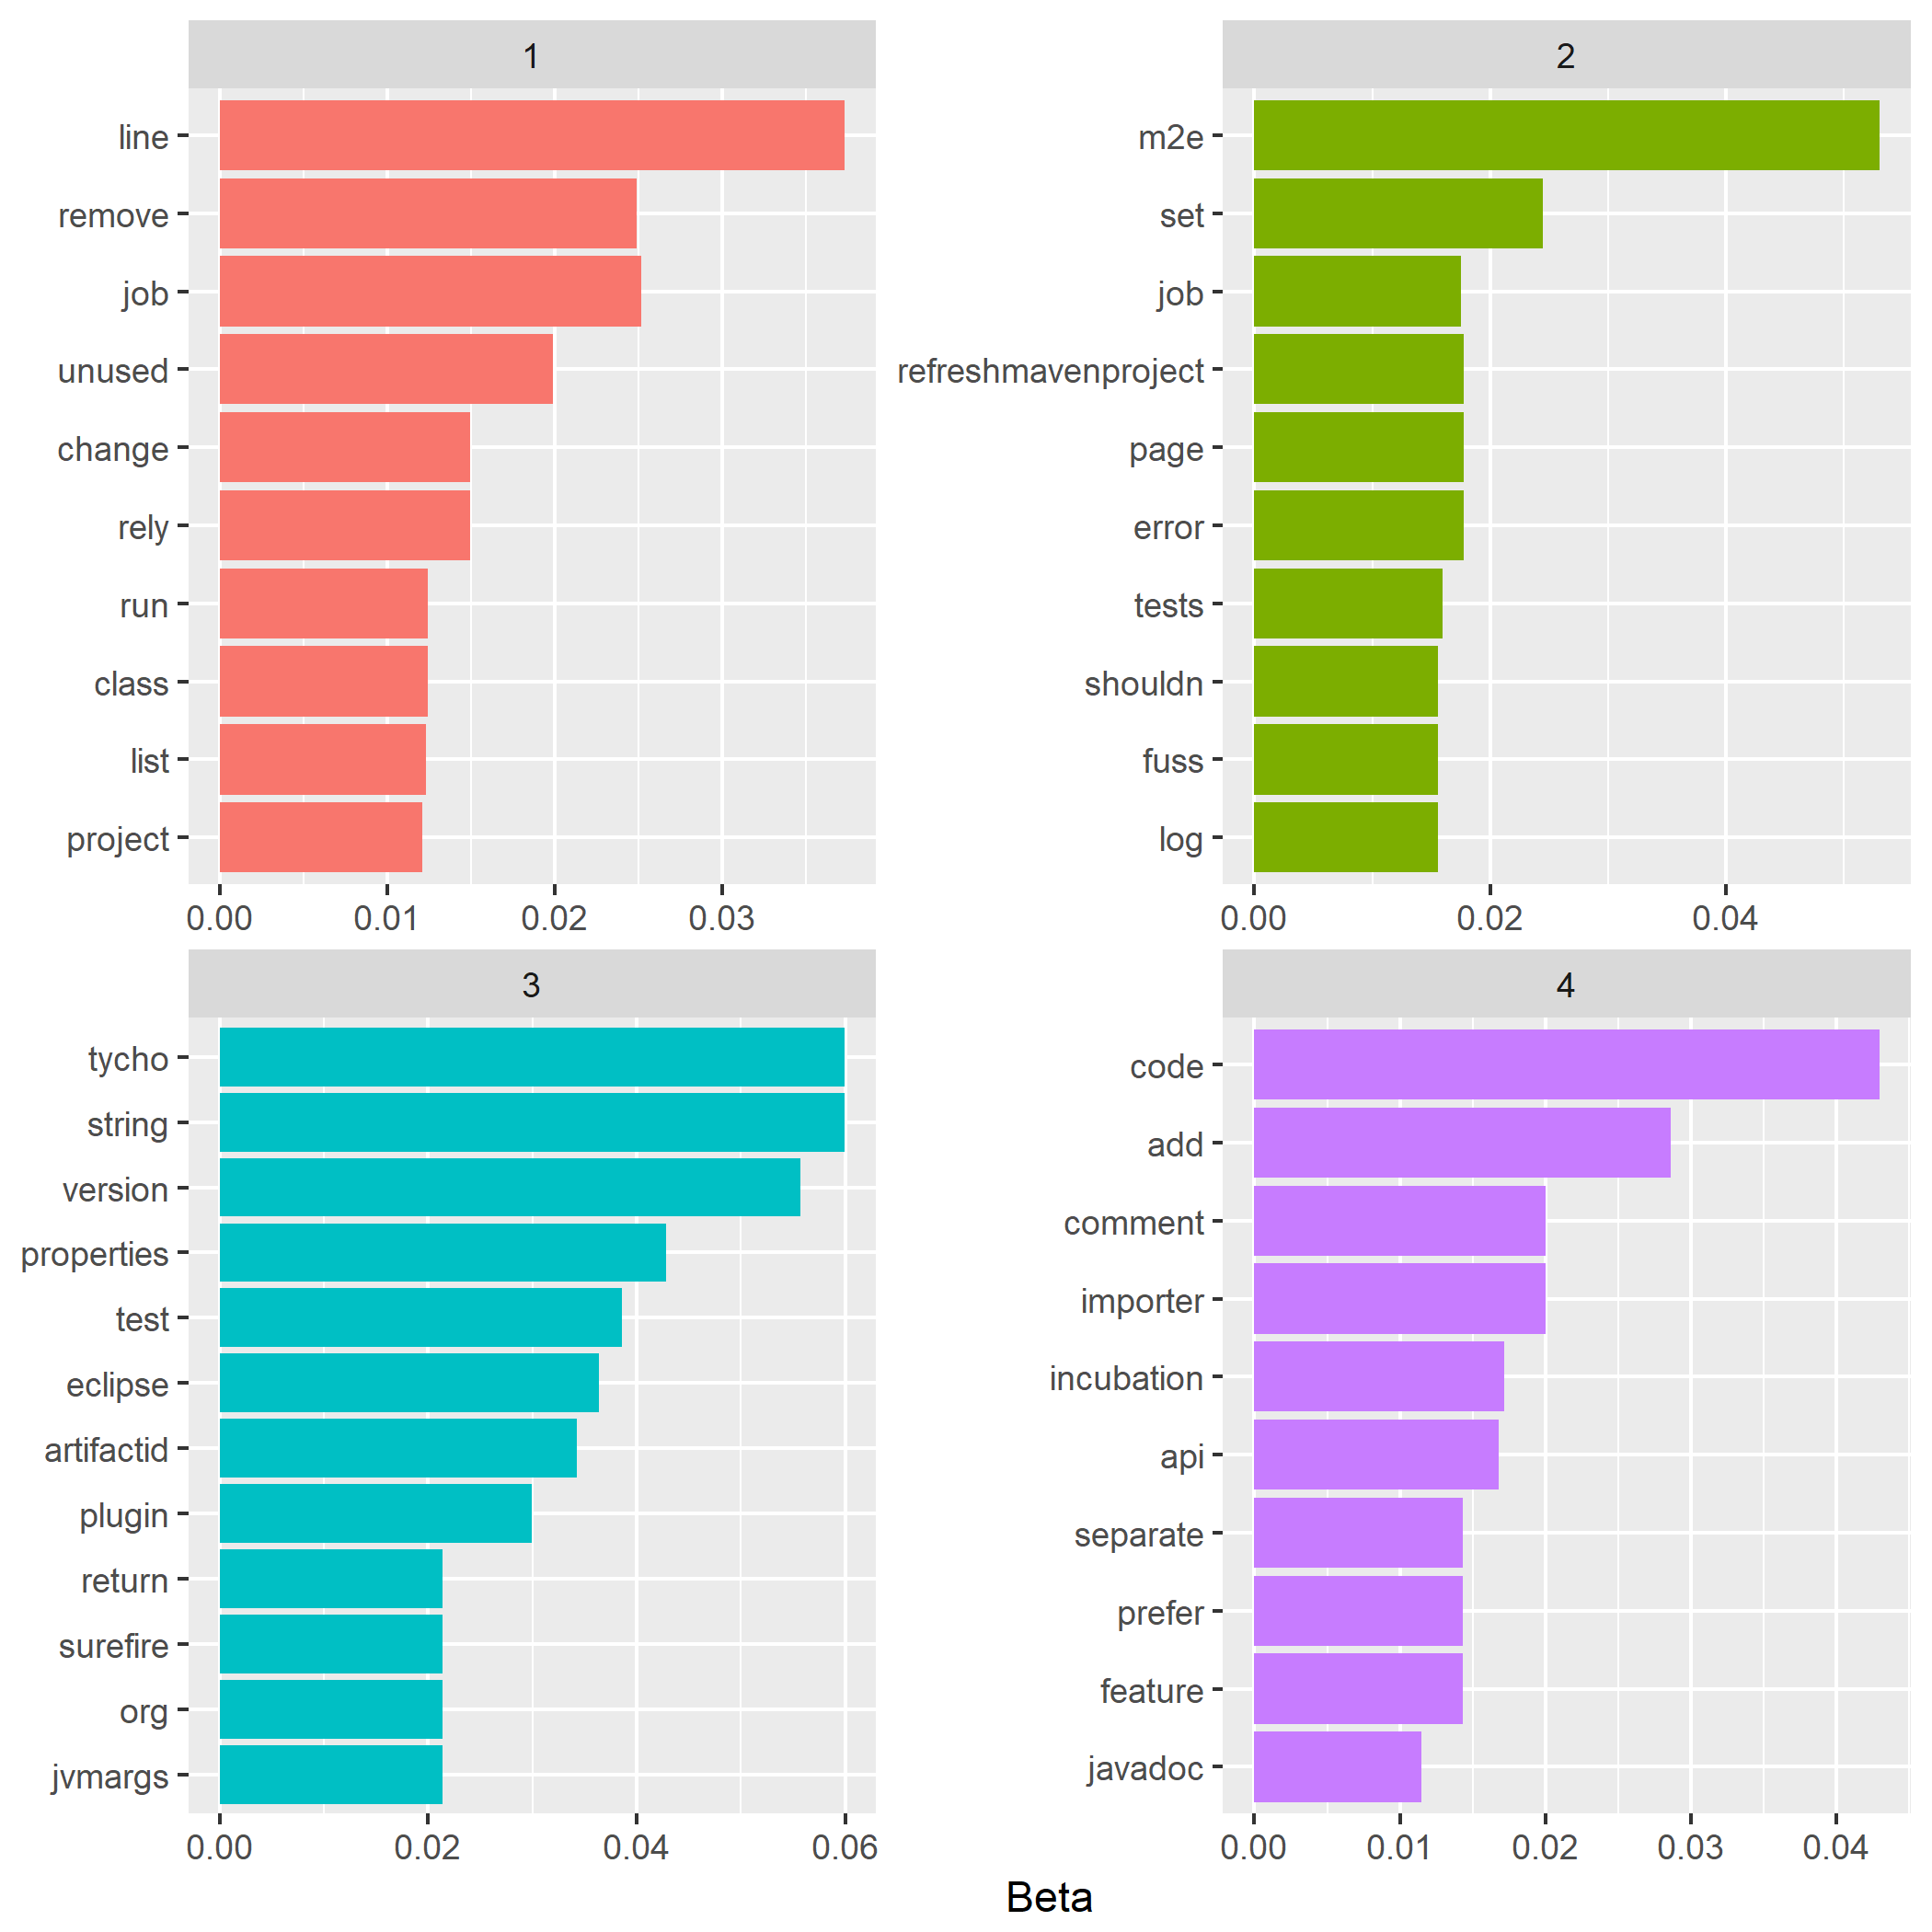 1
line
remove
job
unused
change
rely
run
class
list
project
0.00 0.01 0.02 0.03
2
m2e
set
job
refreshmavenproject
page
error
tests
shouldn
fuss
log
0.00 0.02 0.04
3
tycho
string
version
properties
test
eclipse
artifactid
plugin
return
surefire
org
jvmargs
0.00 0.02 0.04 0.06
4
code
add
comment
importer
incubation
api
separate
prefer
feature
javadoc
0.00 0.01 0.02 0.03 0.04
Beta